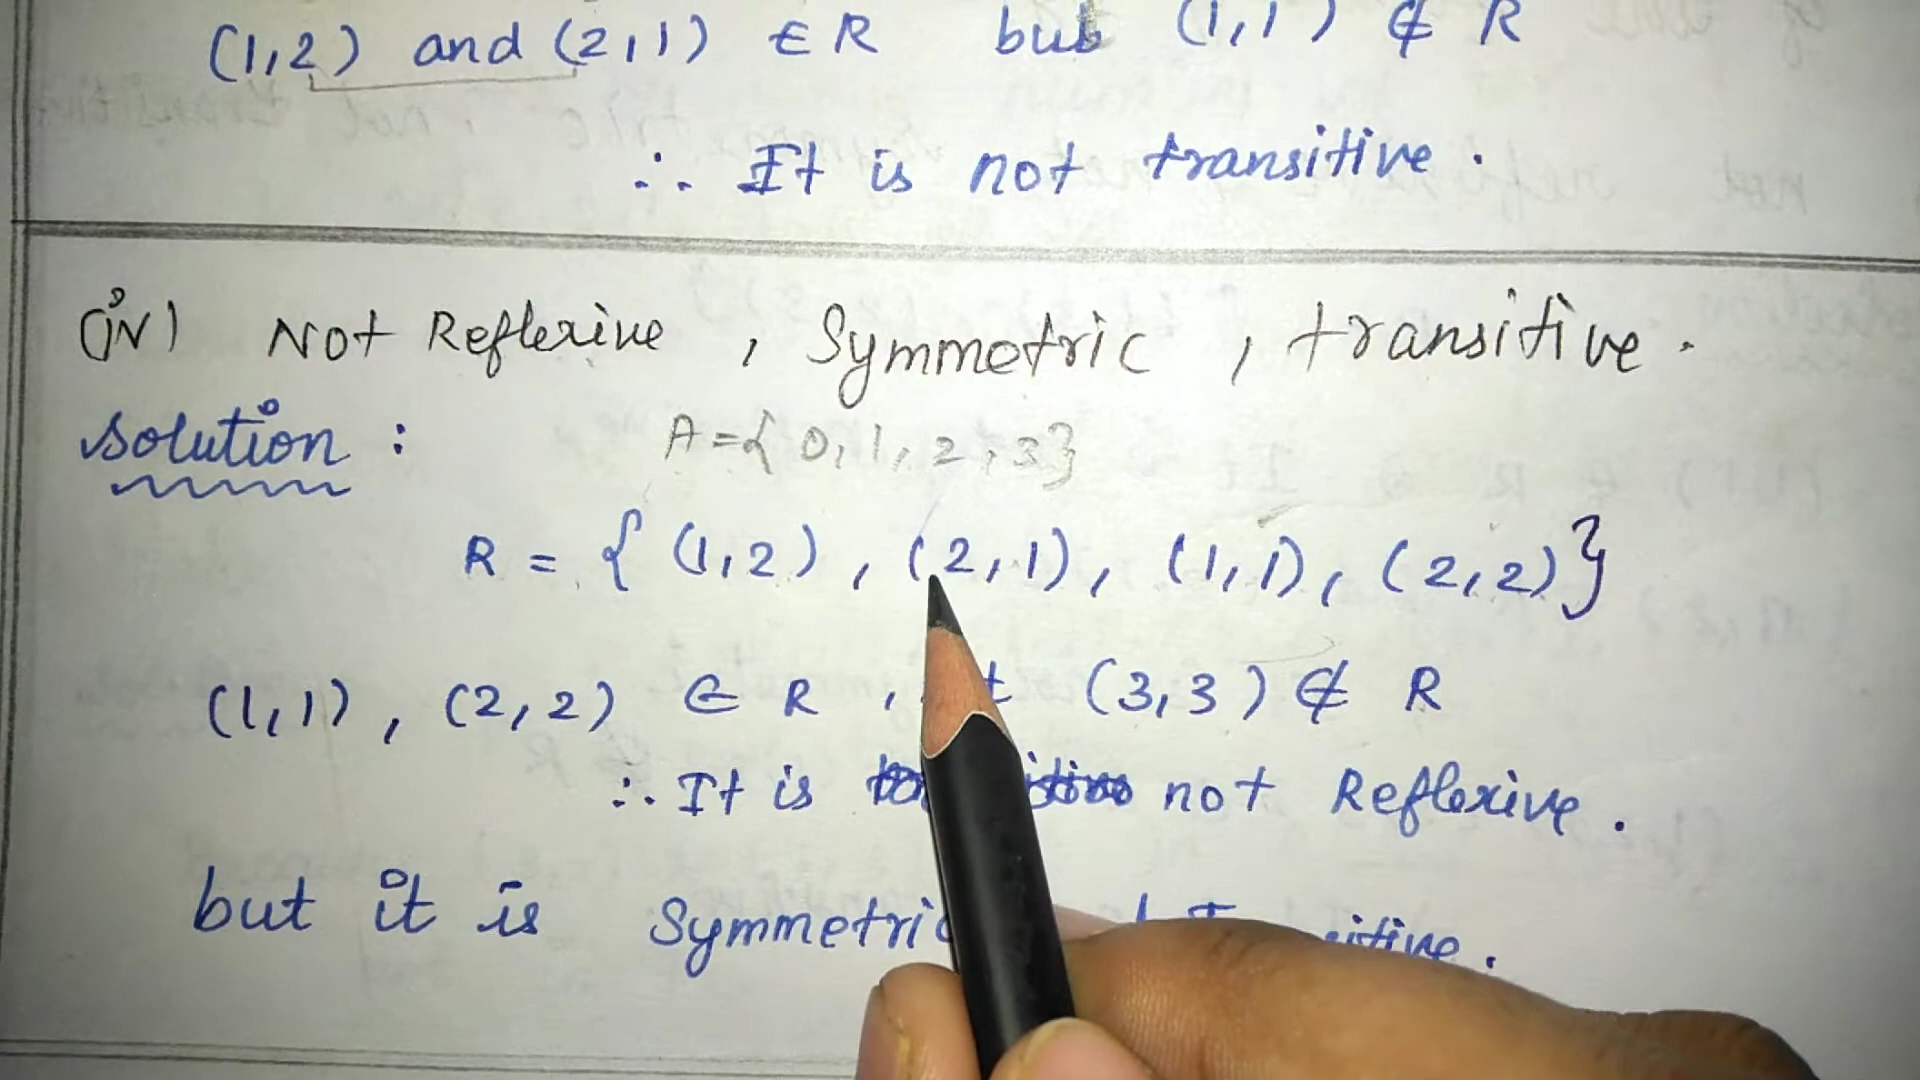 (1,2) and (2,1) ∈ R but (1,1) ∉ R
∴ It is not transitive.
(iv) Not Reflexive, Symmetric, transitive.
Solution: A={0,1,2,3}
R = { (1,2), (2,1), (1,1), (2,2)}
(1,1), (2,2) ∈ R, (3,3) ∉ R
∴ It is not Reflexive.
but it is Symmetric